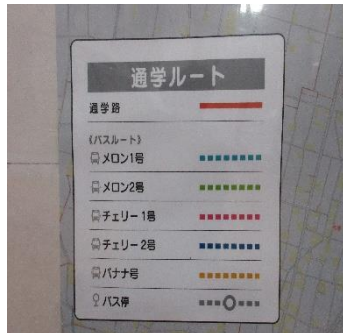 通学ルート
通学路
《バスルート》
メロン1号
メロン2号
チェリー1号
チェリー2号
バナナ号
バス停